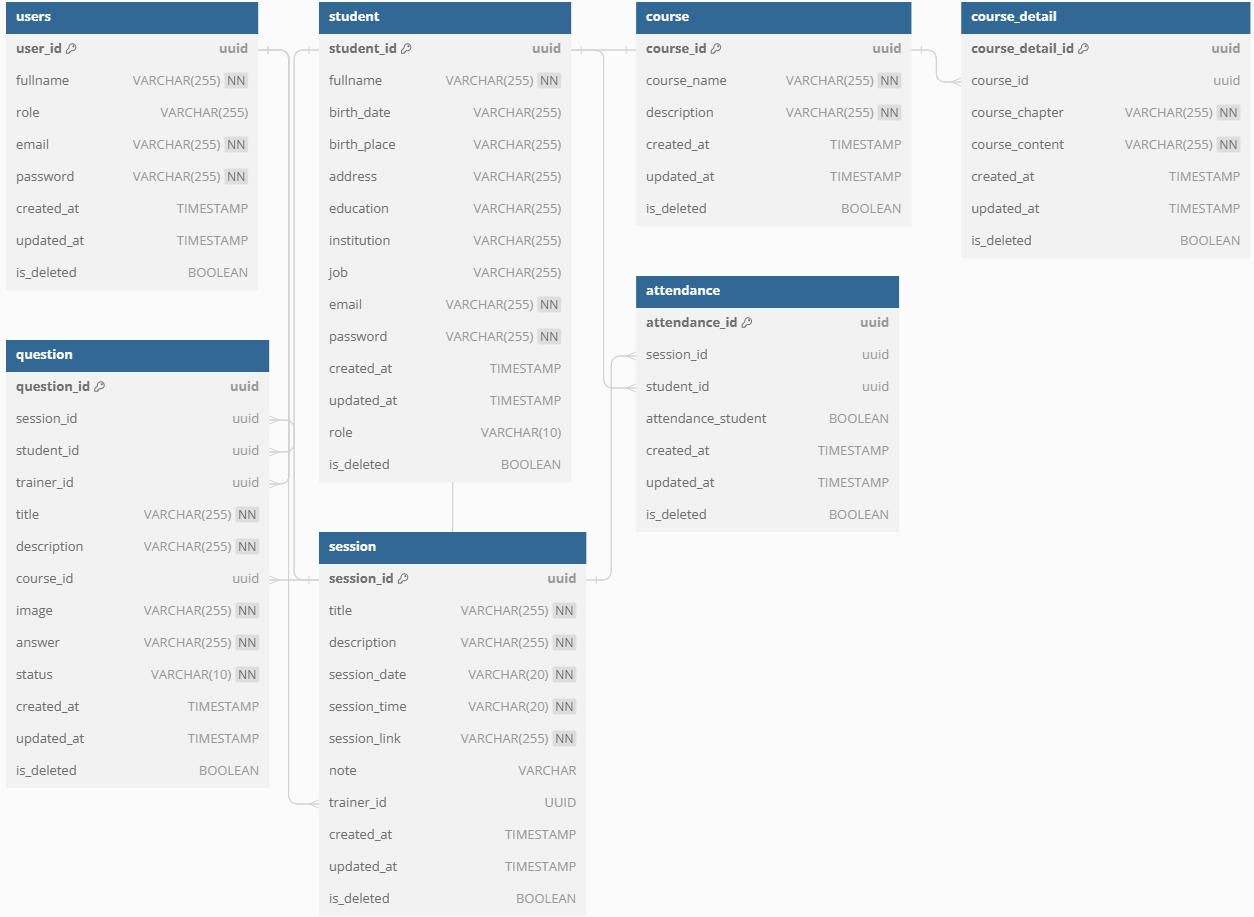 users
user_id uuid
fullname VARCHAR(255) NN
role VARCHAR(255)
email VARCHAR(255) NN
password VARCHAR(255) NN
created_at TIMESTAMP
updated_at TIMESTAMP
is_deleted BOOLEAN
student
student_id uuid
fullname VARCHAR(255) NN
birth_date VARCHAR(255)
birth_place VARCHAR(255)
address VARCHAR(255)
education VARCHAR(255)
institution VARCHAR(255)
job VARCHAR(255)
email VARCHAR(255) NN
password VARCHAR(255) NN
created_at TIMESTAMP
updated_at TIMESTAMP
role VARCHAR(10)
is_deleted BOOLEAN
course
course_id uuid
course_name VARCHAR(255) NN
description VARCHAR(255) NN
created_at TIMESTAMP
updated_at TIMESTAMP
is_deleted BOOLEAN
course_detail
course_detail_id uuid
course_id uuid
course_chapter VARCHAR(255) NN
course_content VARCHAR(255) NN
created_at TIMESTAMP
updated_at TIMESTAMP
is_deleted BOOLEAN
attendance
attendance_id uuid
session_id uuid
student_id uuid
attendance_student BOOLEAN
created_at TIMESTAMP
updated_at TIMESTAMP
is_deleted BOOLEAN
question
question_id uuid
session_id uuid
student_id uuid
trainer_id uuid
title VARCHAR(255) NN
description VARCHAR(255) NN
course_id uuid
image VARCHAR(255) NN
answer VARCHAR(255) NN
status VARCHAR(10) NN
created_at TIMESTAMP
updated_at TIMESTAMP
is_deleted BOOLEAN
session
session_id uuid
title VARCHAR(255) NN
description VARCHAR(255) NN
session_date VARCHAR(20) NN
session_time VARCHAR(20) NN
session_link VARCHAR(255) NN
note VARCHAR
trainer_id UUID
created_at TIMESTAMP
updated_at TIMESTAMP
is_deleted BOOLEAN